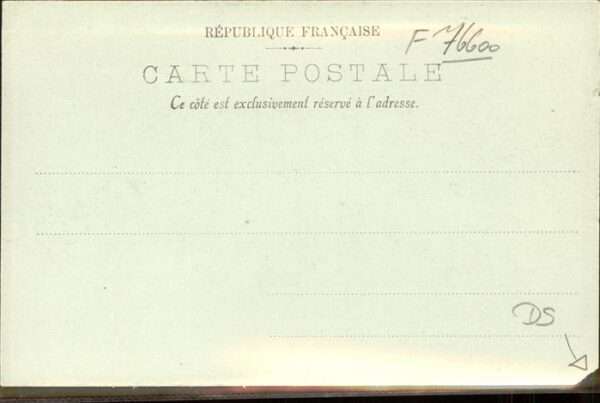 RÉPUBLIQUE FRANÇAISE
F 76600
CARTE POSTALE
Ce côté est exclusivement réservé à l'adresse.
DS